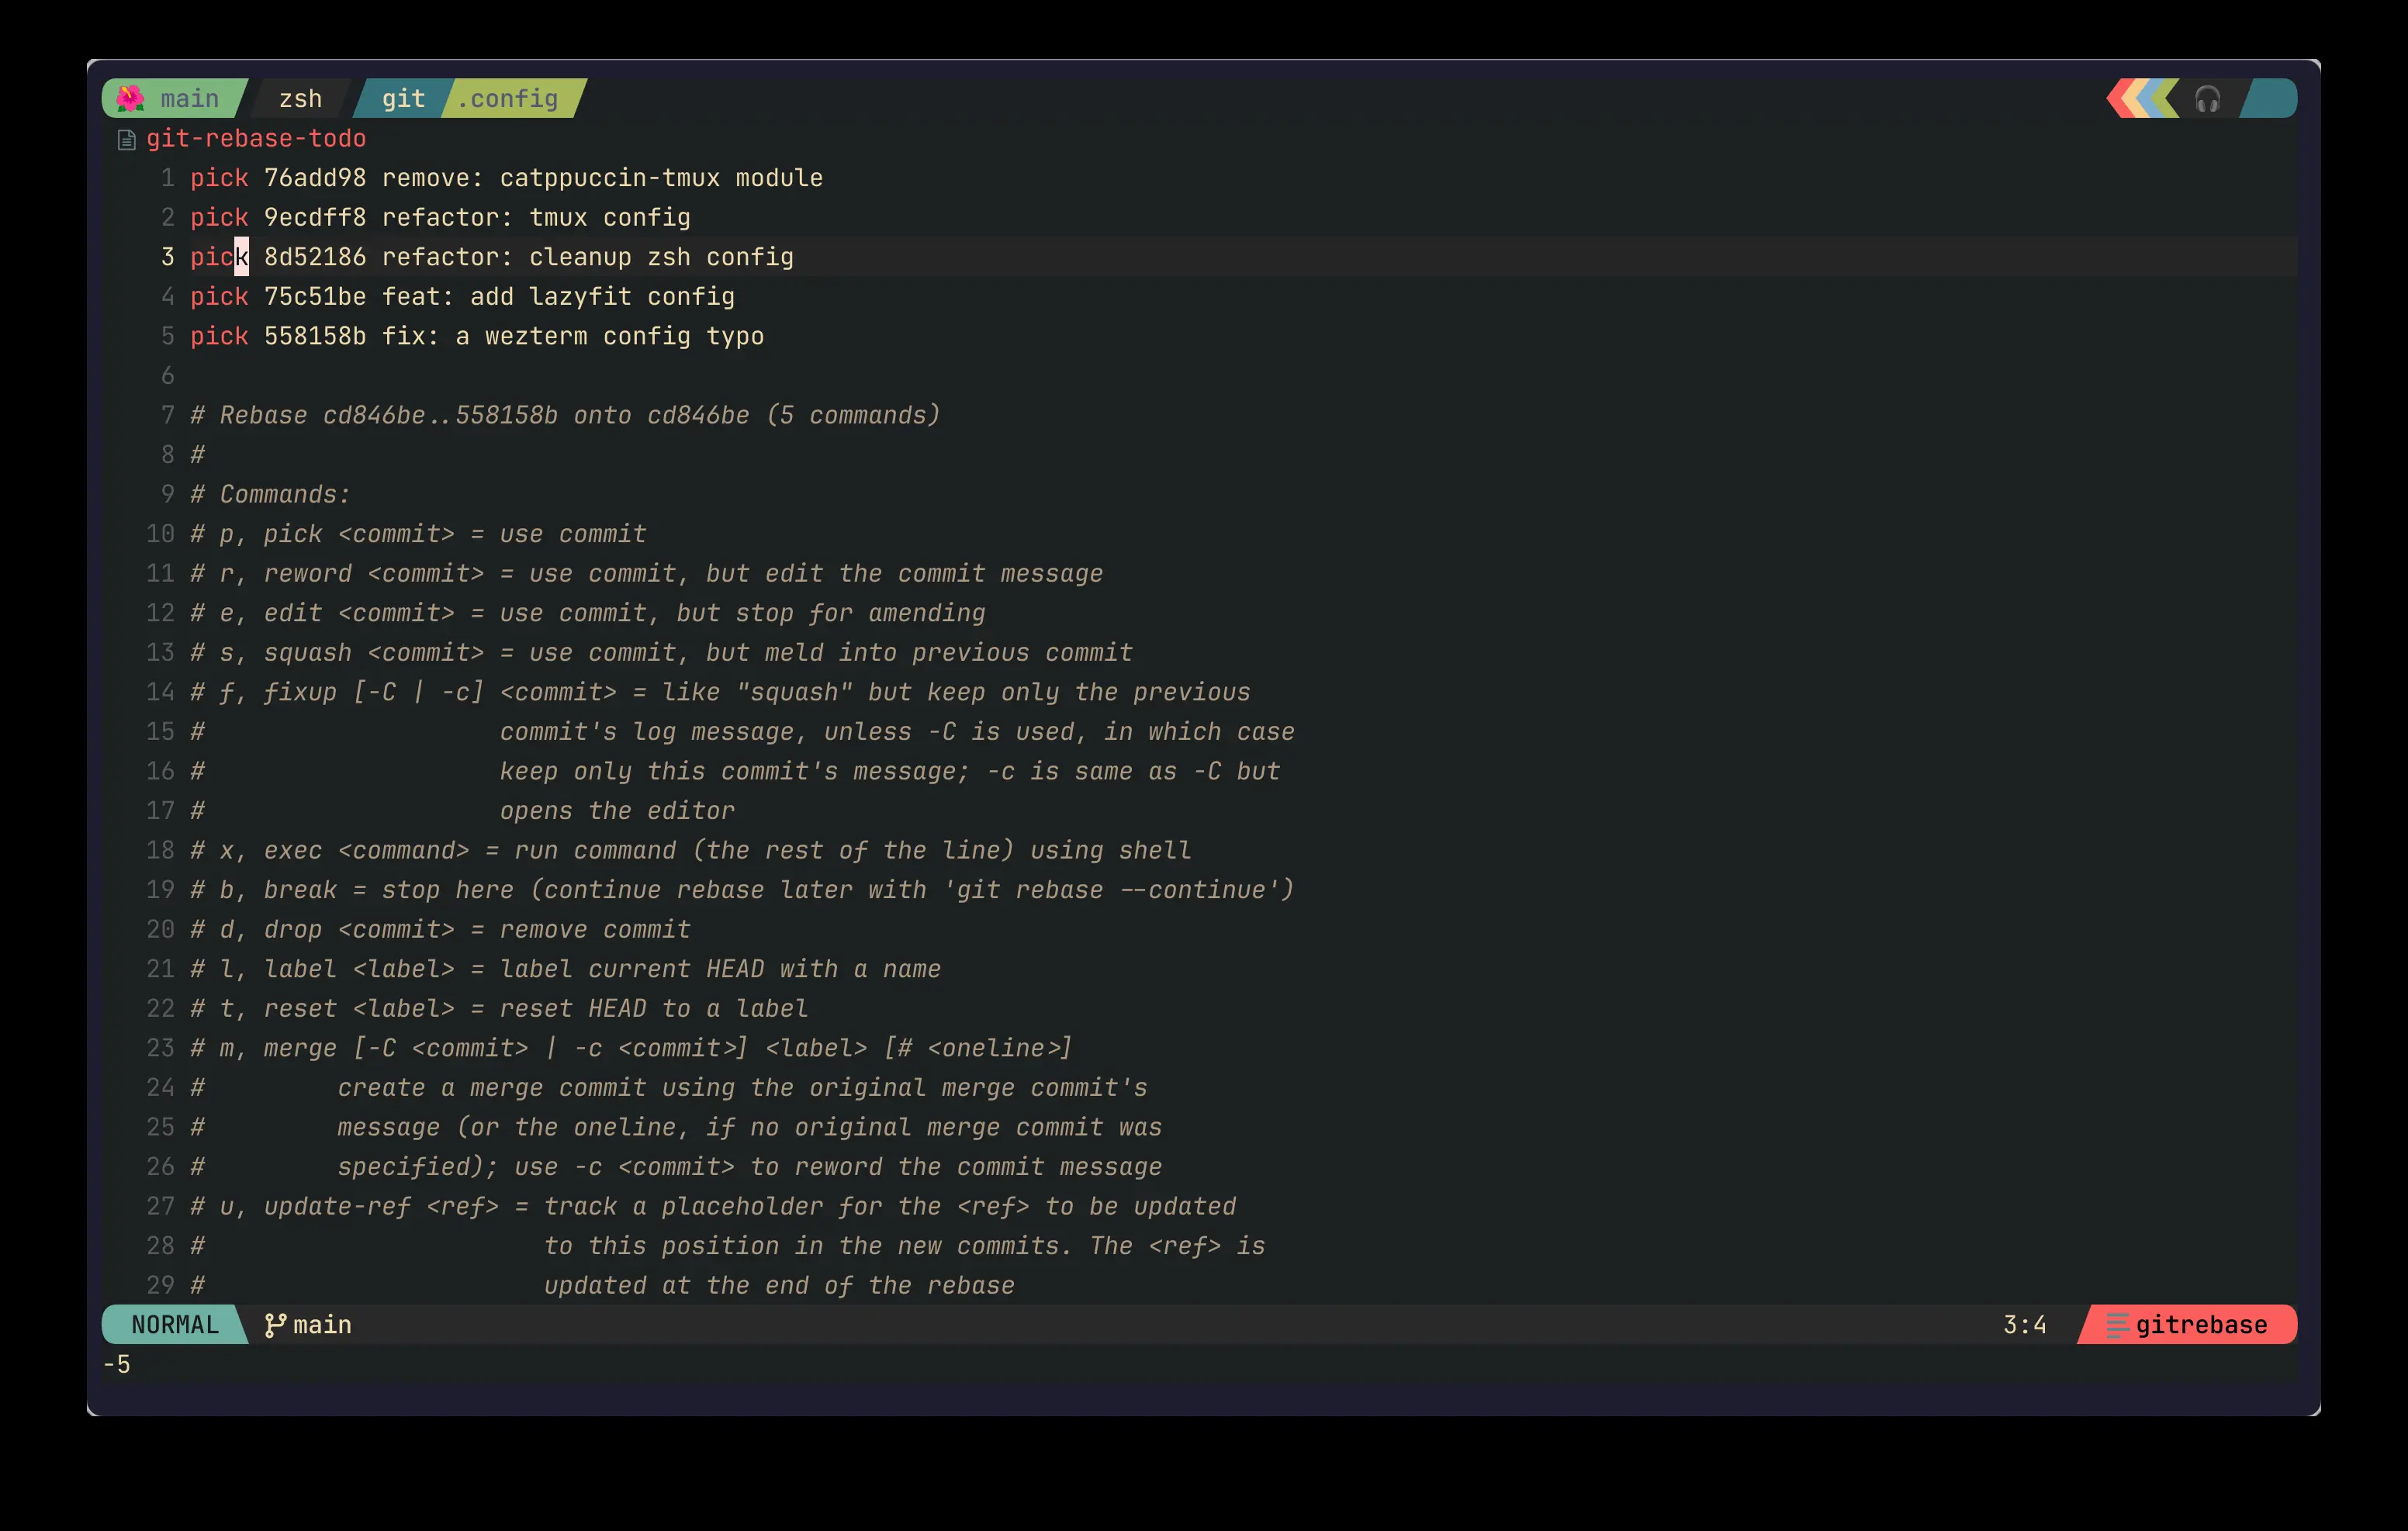 main zsh git .config
git-rebase-todo
1 pick 76add98 remove: catppuccin-tmux module
2 pick 9ecdff8 refactor: tmux config
3 pick 8d52186 refactor: cleanup zsh config
4 pick 75c51be feat: add lazyfit config
5 pick 558158b fix: a wezterm config typo
6
7 # Rebase cd846be..558158b onto cd846be (5 commands)
8 #
9 # Commands:
10 # p, pick <commit> = use commit
11 # r, reword <commit> = use commit, but edit the commit message
12 # e, edit <commit> = use commit, but stop for amending
13 # s, squash <commit> = use commit, but meld into previous commit
14 # f, fixup [-C | -c] <commit> = like "squash" but keep only the previous
15 #                    commit's log message, unless -C is used, in which case
16 #                    keep only this commit's message; -c is same as -C but
17 #                    opens the editor
18 # x, exec <command> = run command (the rest of the line) using shell
19 # b, break = stop here (continue rebase later with 'git rebase --continue')
20 # d, drop <commit> = remove commit
21 # l, label <label> = label current HEAD with a name
22 # t, reset <label> = reset HEAD to a label
23 # m, merge [-C <commit> | -c <commit>] <label> [# <oneline>]
24 #         create a merge commit using the original merge commit's
25 #         message (or the oneline, if no original merge commit was
26 #         specified); use -c <commit> to reword the commit message
27 # u, update-ref <ref> = track a placeholder for the <ref> to be updated
28 #                       to this position in the new commits. The <ref> is
29 #                       updated at the end of the rebase
NORMAL main 3:4 gitrebase
-5